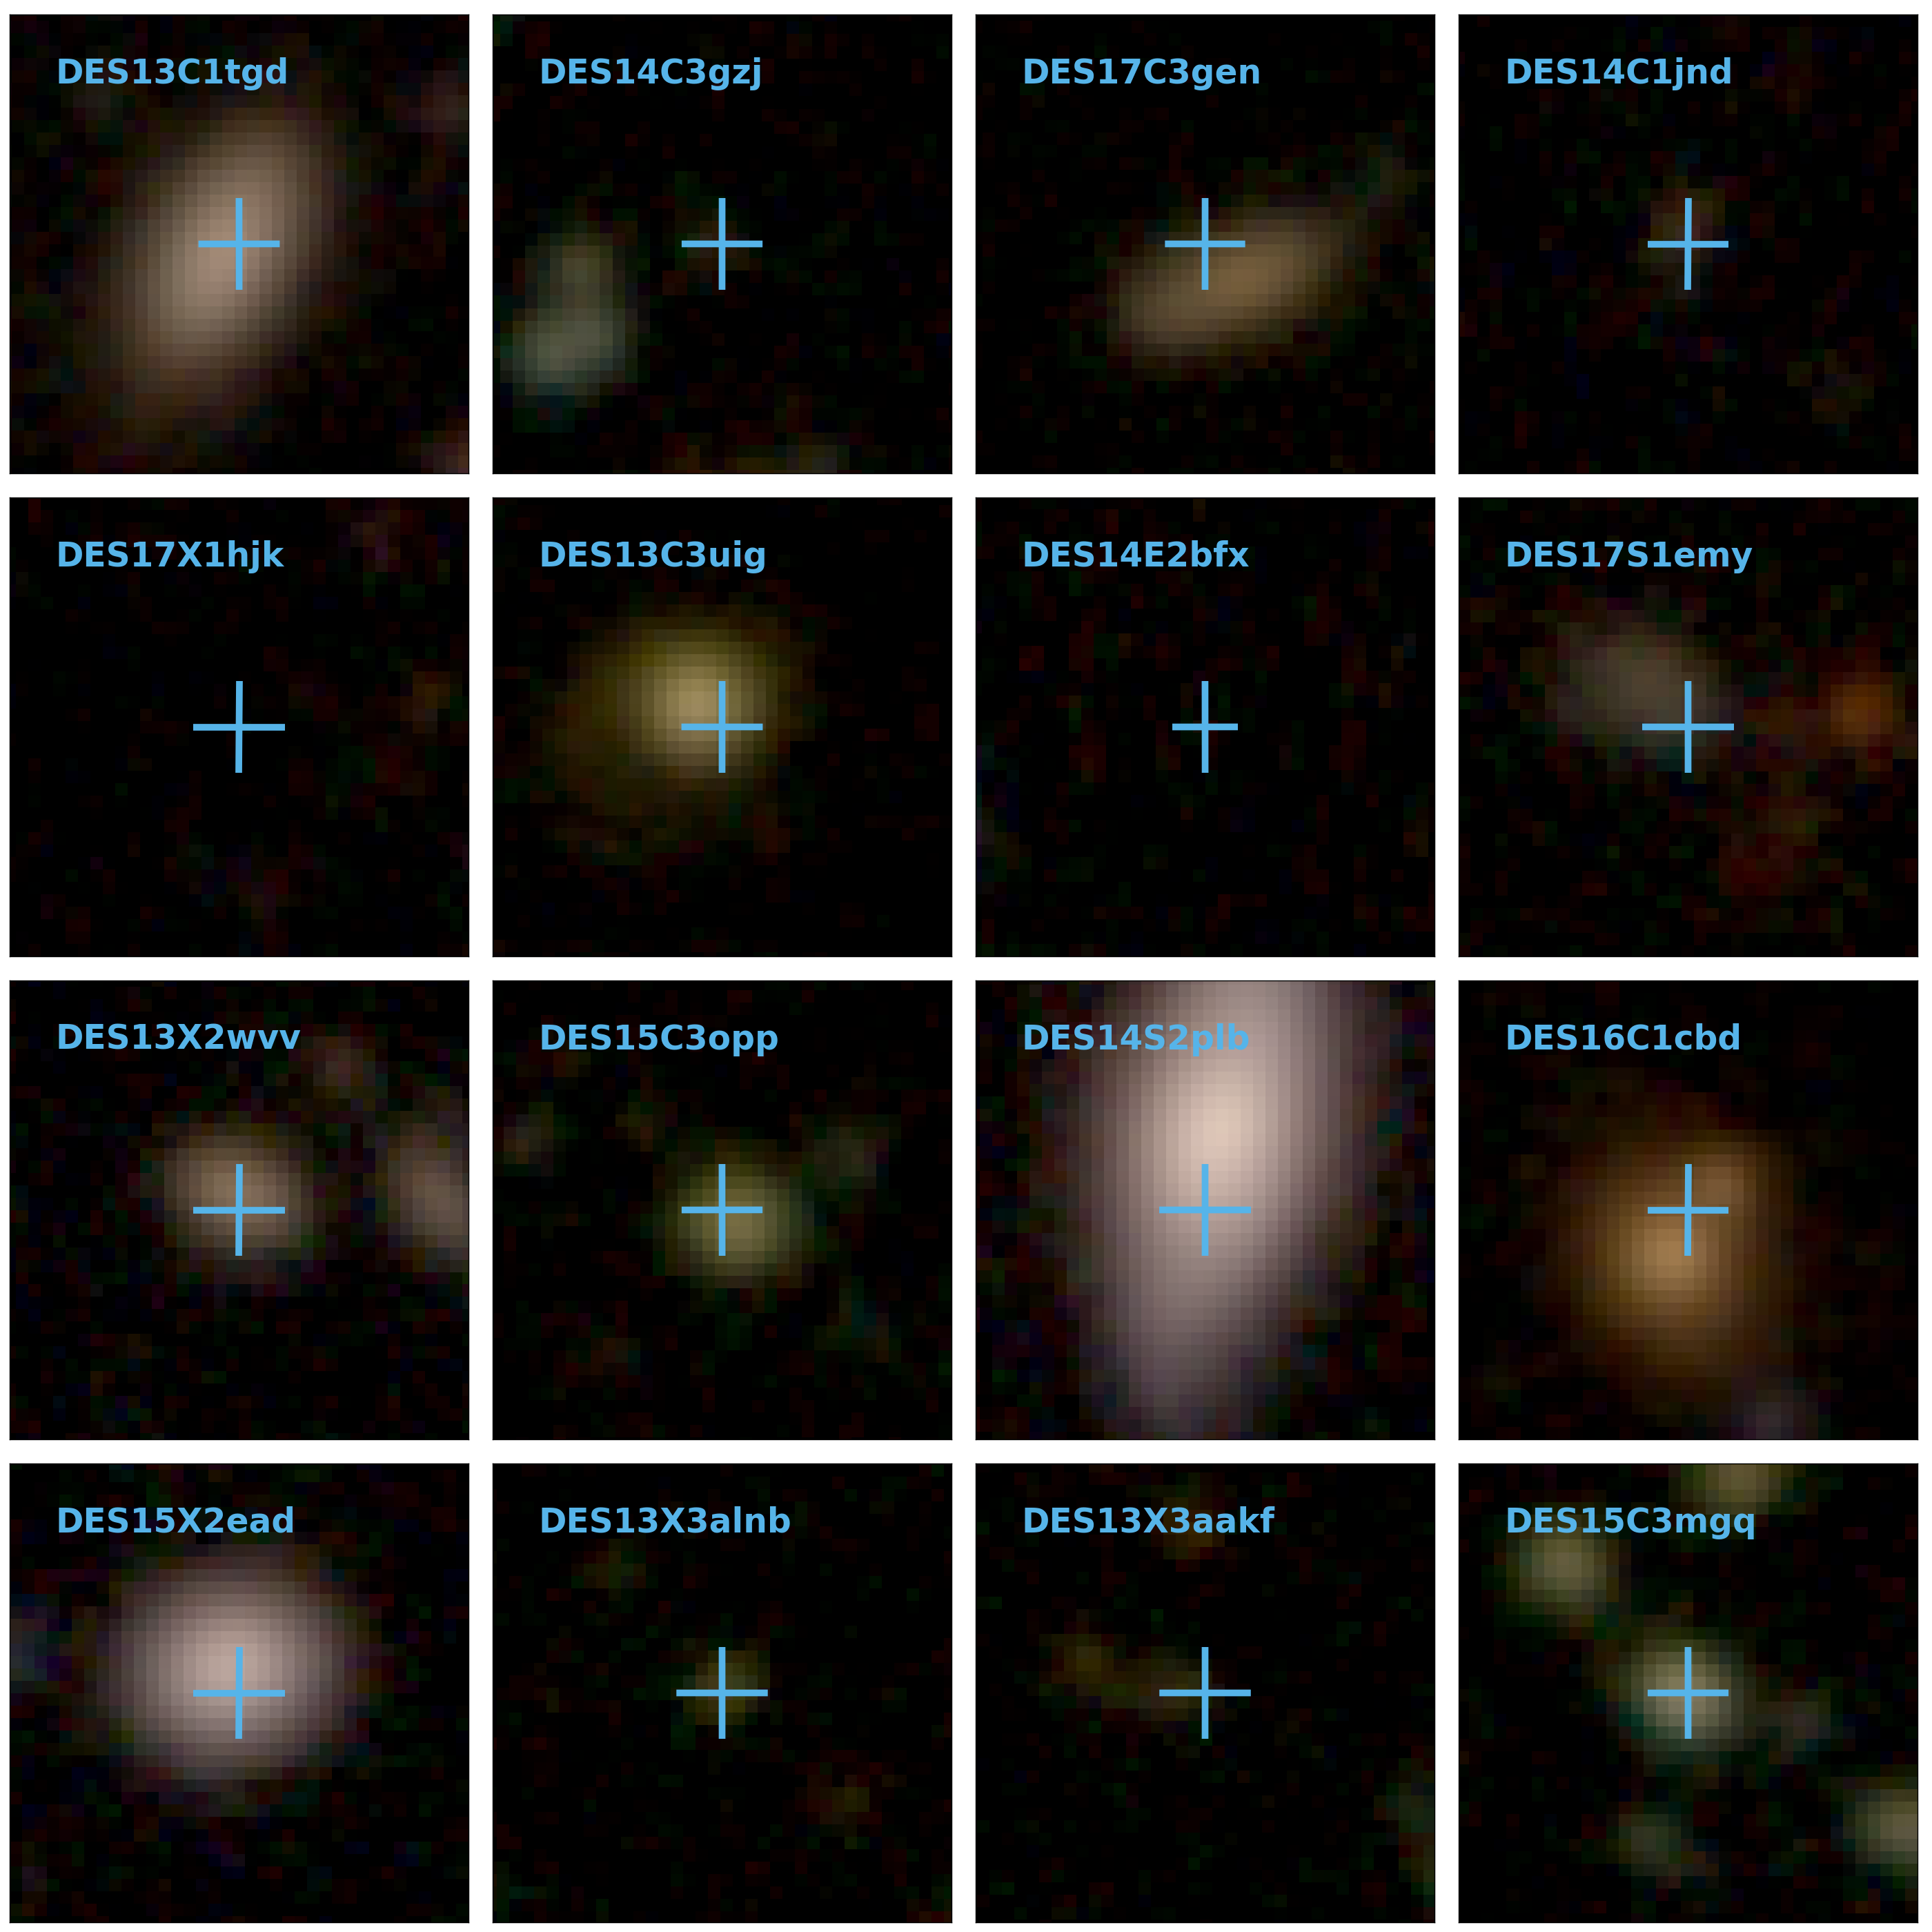 DES13C1tgd
DES14C3gzj
DES17C3gen
DES14C1jnd
DES17X1hjk
DES13C3uig
DES14E2bfx
DES17S1emy
DES13X2wvv
DES15C3opp
DES14S2plb
DES16C1cbd
DES15X2ead
DES13X3alnb
DES13X3aakf
DES15C3mgq